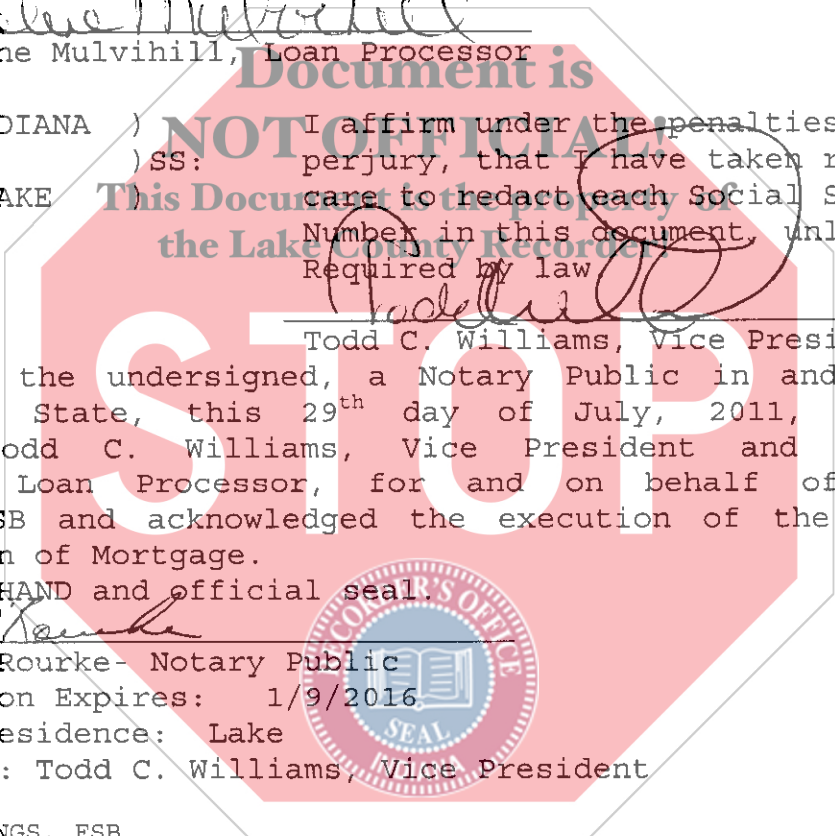 ne Mulvihill, Loan Processor
Document is
DIANA ) I affirm under the penalties
NOT OFFICIAL!
)SS: perjury, that I have taken
AKE ) care to redact each Social S
This Document is the property of
Number in this document, unl
the Lake County Recorder!
Required by law
Todd C. Williams, Vice Presi
the undersigned, a Notary Public in and
State, this 29th day of July, 2011,
odd C. Williams, Vice President and
Loan Processor, for and on behalf of
SB and acknowledged the execution of the
n of Mortgage.
HAND and official seal.
STOP
Rourke- Notary Public
on Expires: 1/9/2016
esidence: Lake
: Todd C. Williams, Vice President
RECORDER'S OFFICE
SEAL
INDIANA
NGS, FSB